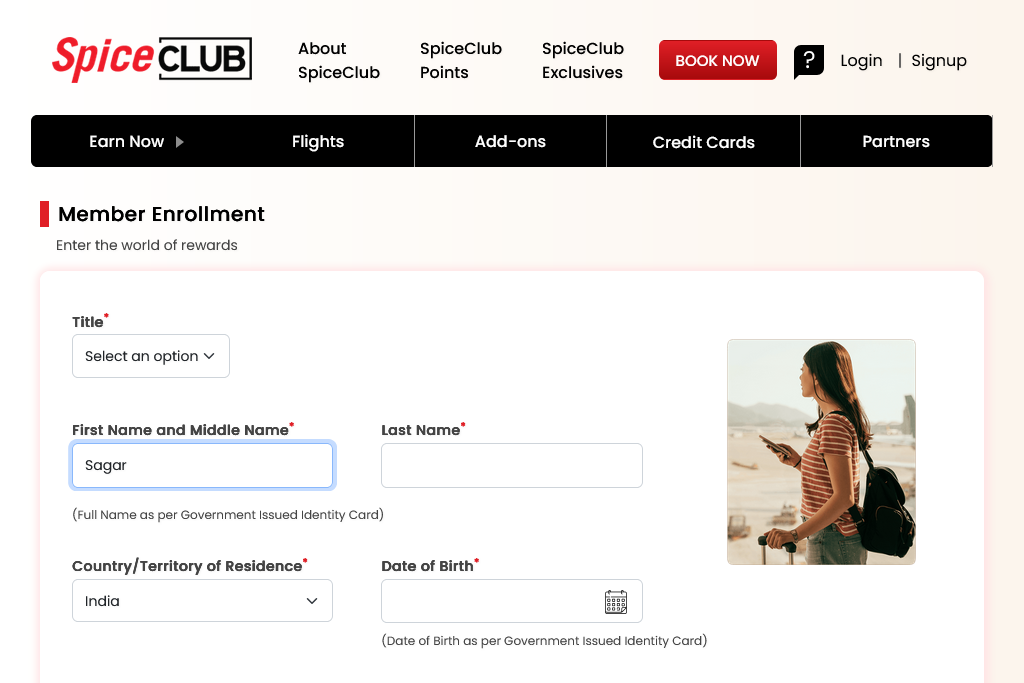 SpiceCLUB
About SpiceClub
SpiceClub Points
SpiceClub Exclusives
BOOK NOW
?
Login | Signup
Earn Now
Flights
Add-ons
Credit Cards
Partners
Member Enrollment
Enter the world of rewards
Title*
Select an option
First Name and Middle Name*
Last Name*
Sagar
(Full Name as per Government Issued Identity Card)
Country/Territory of Residence*
Date of Birth*
India
(Date of Birth as per Government Issued Identity Card)